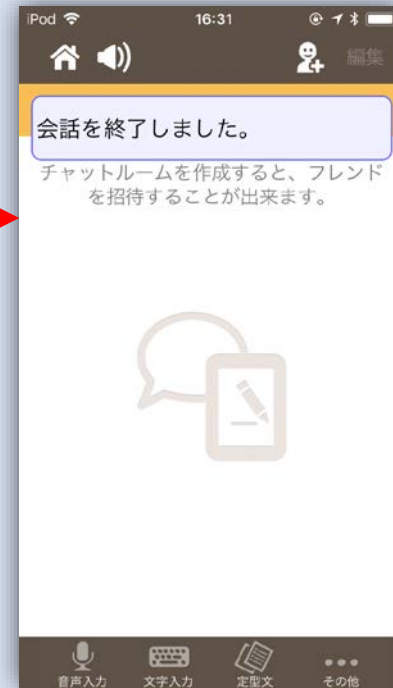 iPod 16:31
編集
会話を終了しました。
チャットルームを作成すると、フレンド
を招待することが出来ます。
音声入力 文字入力 定型文 その他